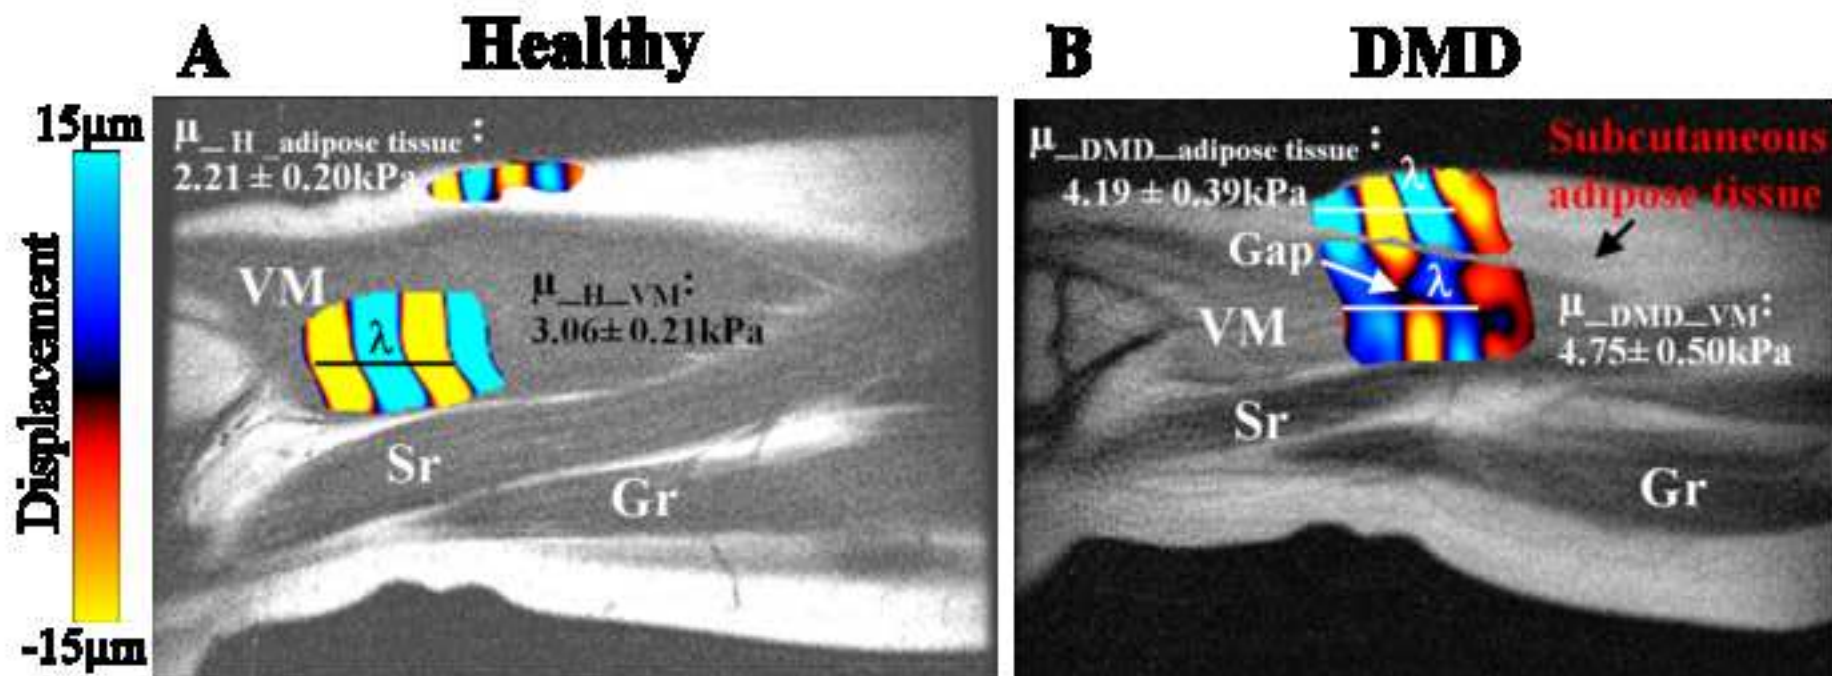 A
Healthy
B
DMD
15μm
Displacement
-15μm
μ_H_adipose tissue:
2.21 ± 0.20kPa
VM
λ
μ_H_VM:
3.06± 0.21kPa
Sr
Gr
μ_DMD_adipose tissue:
4.19 ± 0.39kPa
λ
Subcutaneous
adipose tissue
Gap
λ
VM
μ_DMD_VM:
4.75± 0.50kPa
Sr
Gr